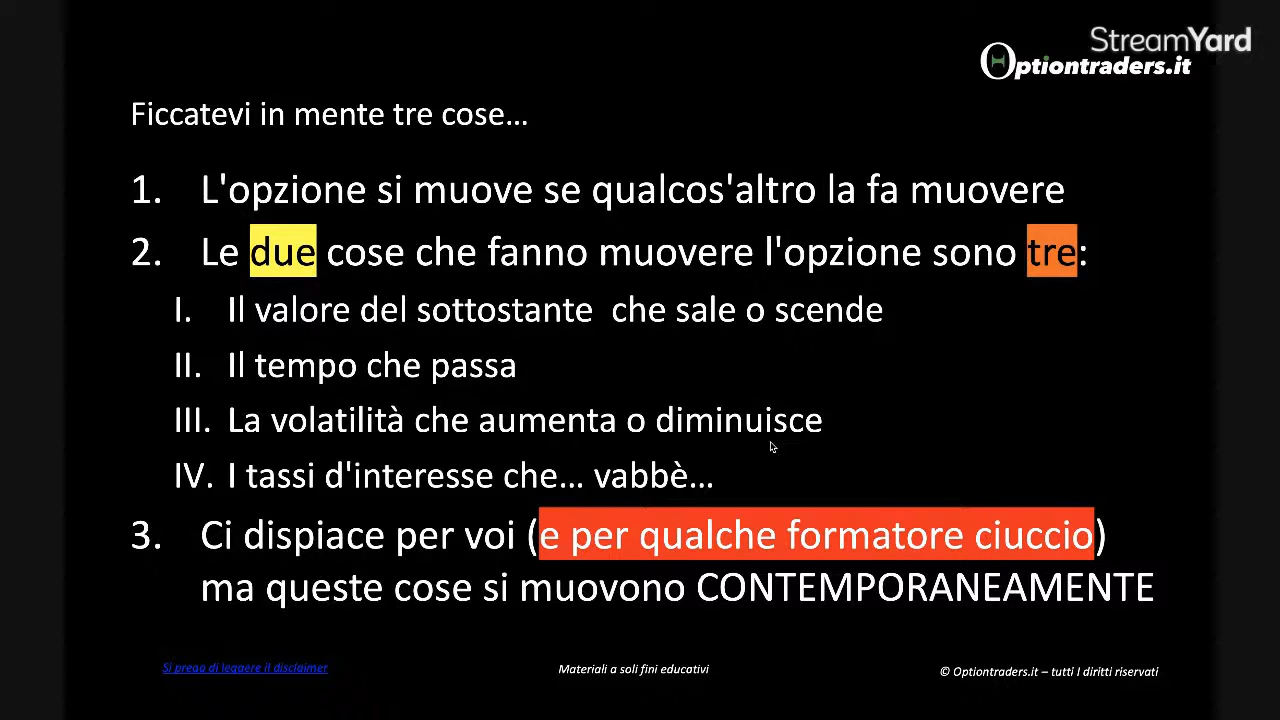 StreamYard
Optiontraders.it
Ficcatevi in mente tre cose...
1. L'opzione si muove se qualcos'altro la fa muovere
2. Le due cose che fanno muovere l'opzione sono tre:
I. Il valore del sottostante che sale o scende
II. Il tempo che passa
III. La volatilità che aumenta o diminuisce
IV. I tassi d'interesse che... vabbè...
3. Ci dispiace per voi (e per qualche formatore ciuccio)
ma queste cose si muovono CONTEMPORANEAMENTE
Si prega di leggere il disclaimer
Materiali a soli fini educativi
© Optiontraders.it – tutti I diritti riservati